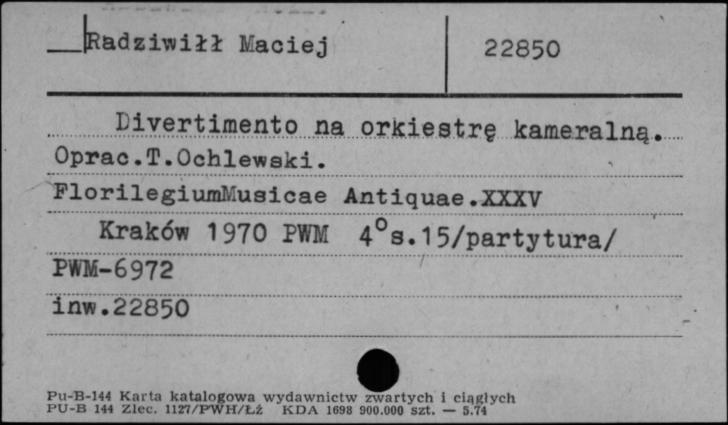 Radziwiłł Maciej 22850
Divertimento na orkiestrę kameralną.
Oprac.T.Ochlewski.
FlorilegiumMusicae Antiquae.XXXV
Kraków 1970 PWM 4°s.15/partytura/
PWM-6972
inw.22850
Pu-B-144 Karta katalogowa wydawnictw zwartych i ciągłych
PU-B 144 Zlec. 1127/PWH/Łż KDA 1698 900.000 szt. — 5.74